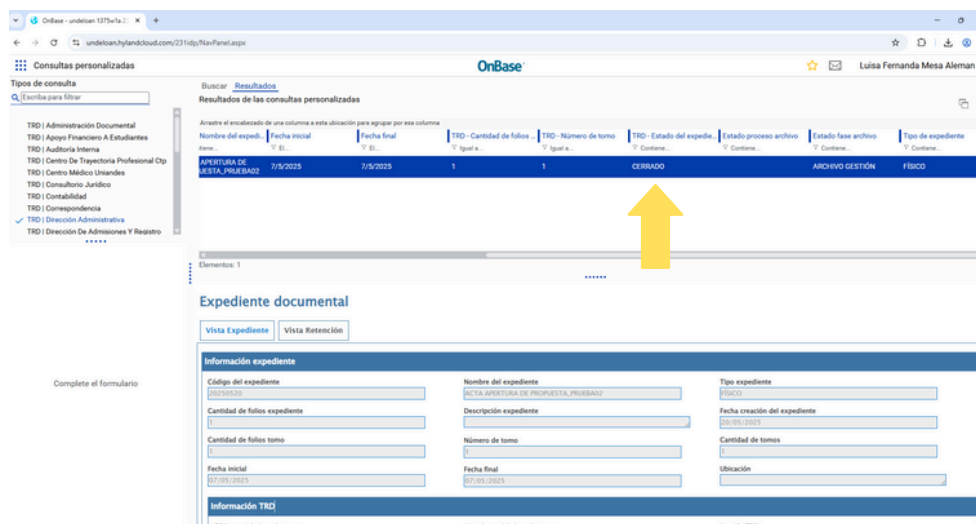 OnBase - undeloan 1375w1a 2
undeloan.hylandcloud.com/231idp/NavPanel.aspx
Consultas personalizadas
OnBase
Luisa Fernanda Mesa Aleman
Tipos de consulta
Escriba para filtrar
TRD | Administración Documental
TRD | Apoyo Financiero A Estudiantes
TRD | Auditoría Interna
TRD | Centro De Trayectoria Profesional Ctp
TRD | Centro Médico Uniandes
TRD | Consultorio Jurídico
TRD | Contabilidad
TRD | Correspondencia
TRD | Dirección Administrativa
TRD | Dirección De Admisiones Y Registro
Buscar Resultados
Resultados de las consultas personalizadas
Arrastre el encabezado de una columna a esta ubicación para agrupar por esa columna
Nombre del expedi... Fecha inicial Fecha final TRD - Cantidad de folios ... TRD - Número de tomo TRD - Estado del expedie... Estado proceso archivo Estado fase archivo Tipo de expediente
tiene... El... El... Igual a... Igual a... Contiene... Contiene... Contiene... Contiene...
APERTURA DE
UESTA_PRUEBA02 7/5/2025 7/5/2025 1 1 CERRADO ARCHIVO GESTIÓN FÍSICO
Elementos: 1
Expediente documental
Vista Expediente Vista Retención
Información expediente
Código del expediente Nombre del expediente Tipo expediente
20250520 ACTA APERTURA DE PROPUESTA_PRUEBA02 FÍSICO
Cantidad de folios expediente Descripción expediente Fecha creación del expediente
1 20/05/2025
Cantidad de folios tomo Número de tomo Cantidad de tomos
1 1 1
Fecha inicial Fecha final Ubicación
07/05/2025 07/05/2025
Información TRD
Complete el formulario